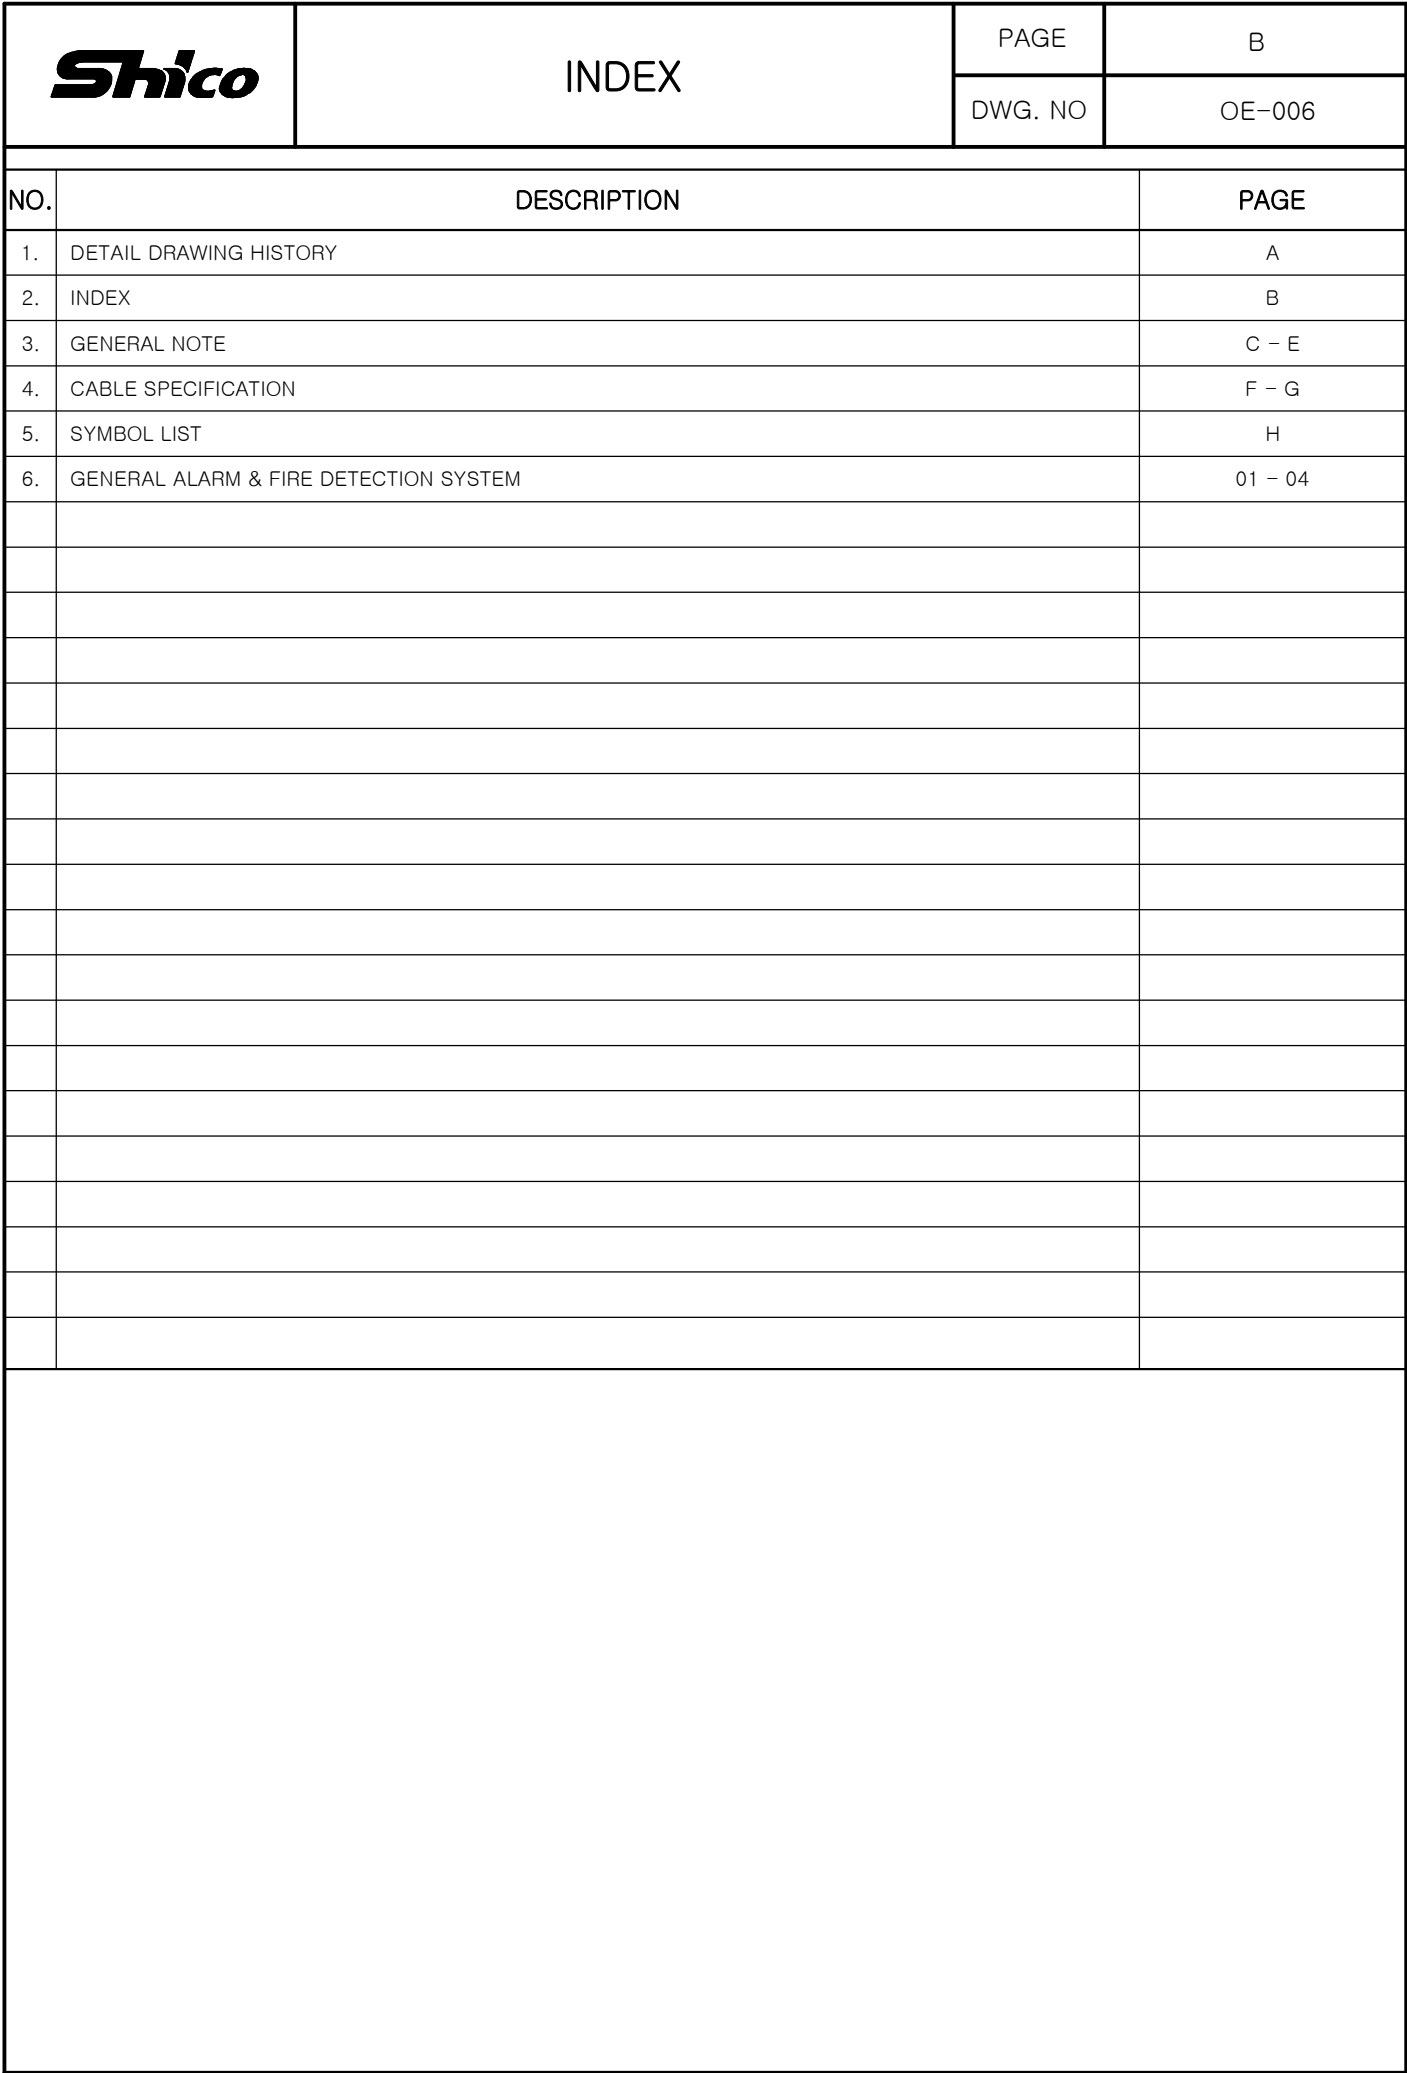 Shico
INDEX
PAGE B
DWG. NO OE-006
NO. DESCRIPTION PAGE
1. DETAIL DRAWING HISTORY A
2. INDEX B
3. GENERAL NOTE C - E
4. CABLE SPECIFICATION F - G
5. SYMBOL LIST H
6. GENERAL ALARM & FIRE DETECTION SYSTEM 01 - 04